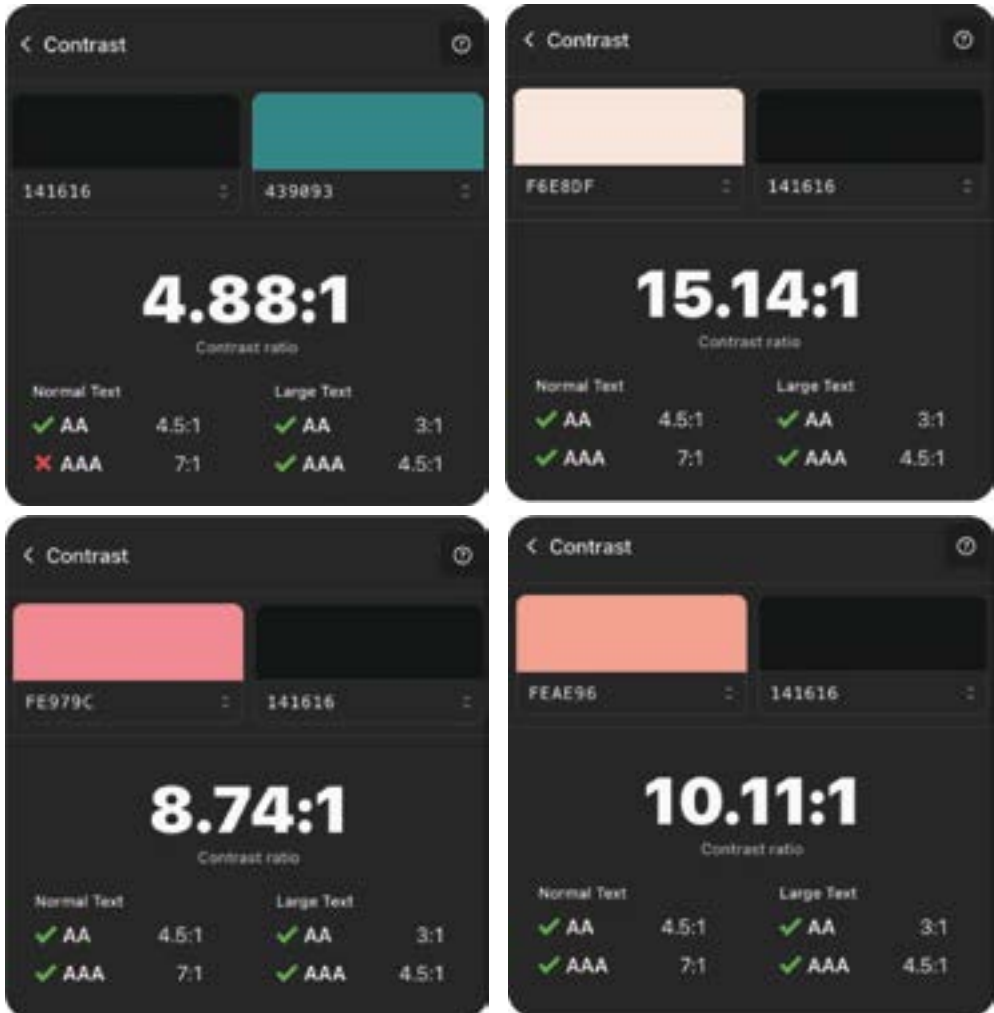 Contrast
141616 439093
4.88:1
Contrast ratio
Normal Text Large Text
AA 4.5:1 AA 3:1
AAA 7:1 AAA 4.5:1
Contrast
F6E8DF 141616
15.14:1
Contrast ratio
Normal Text Large Text
AA 4.5:1 AA 3:1
AAA 7:1 AAA 4.5:1
Contrast
FE979C 141616
8.74:1
Contrast ratio
Normal Text Large Text
AA 4.5:1 AA 3:1
AAA 7:1 AAA 4.5:1
Contrast
FEAE96 141616
10.11:1
Contrast ratio
Normal Text Large Text
AA 4.5:1 AA 3:1
AAA 7:1 AAA 4.5:1